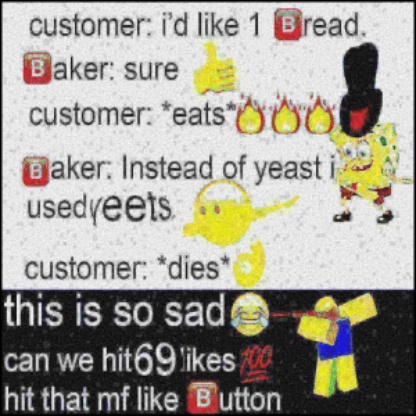 customer: i'd like 1 🅱read.
🅱aker: sure 👍
customer: *eats*🔥🔥🔥
🅱aker: Instead of yeast i
used yeets
customer: *dies*👌
this is so sad😂
can we hit 69 likes 💯
hit that mf like 🅱utton